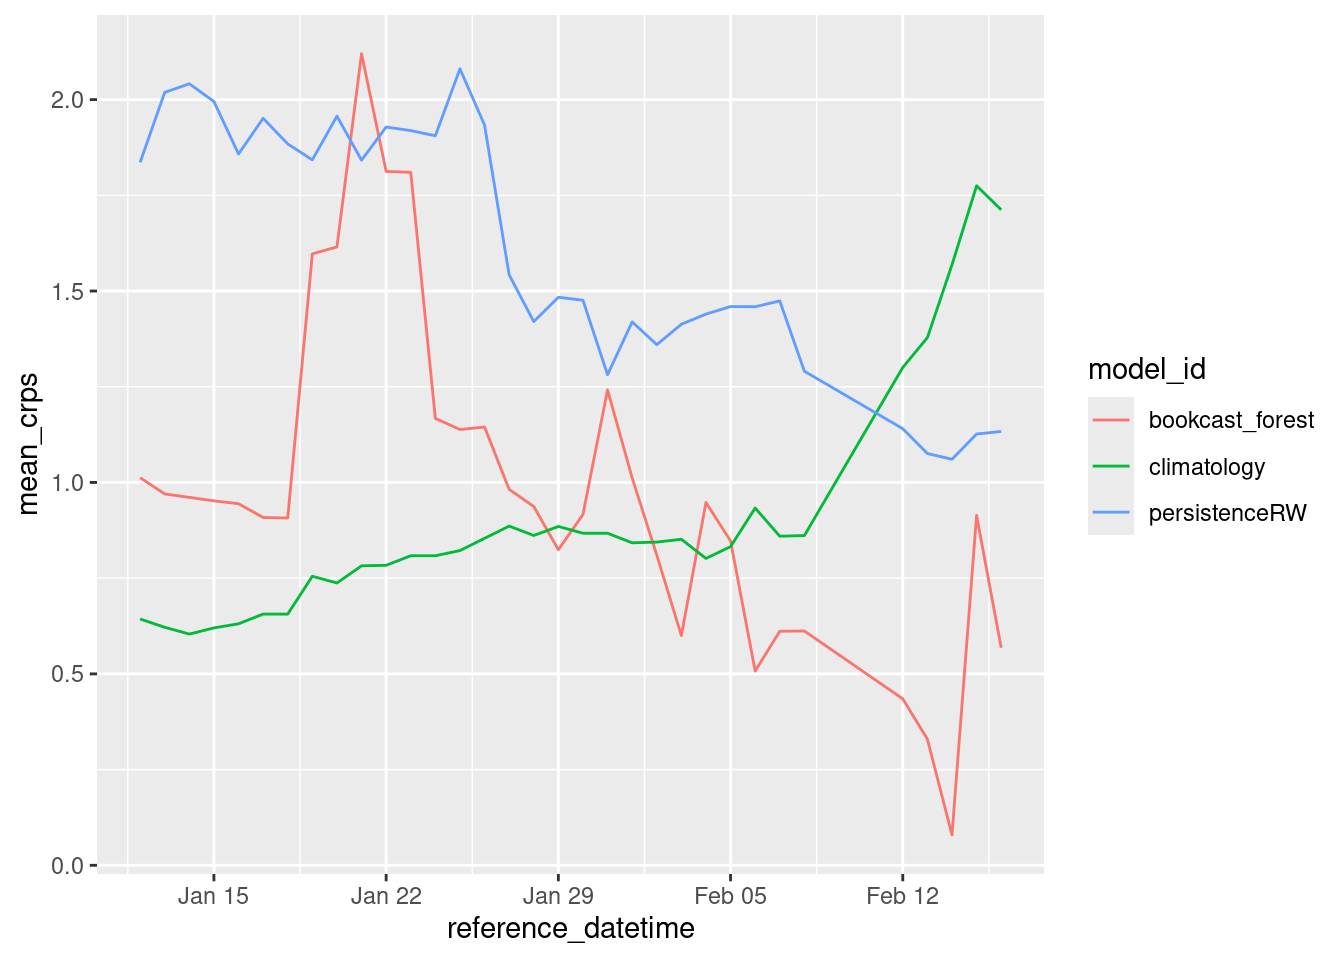 2.0
1.5
1.0
0.5
0.0
mean_crps
Jan 15
Jan 22
Jan 29
Feb 05
Feb 12
reference_datetime
model_id
bookcast_forest
climatology
persistenceRW